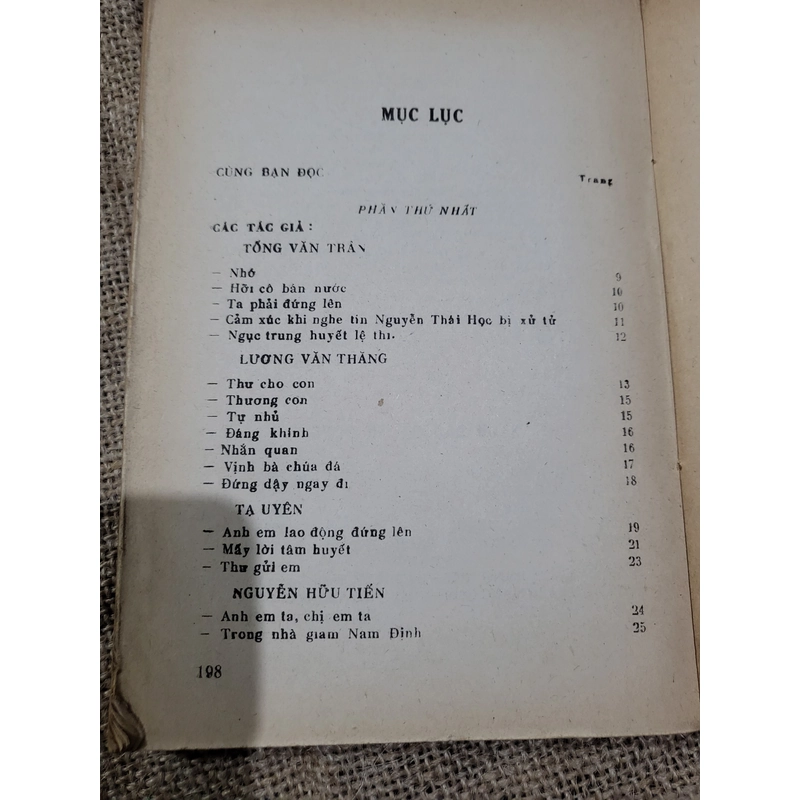 MỤC LỤC
CÙNG BẠN ĐỌC
Trang
PHẦN THỨ NHẤT
CÁC TÁC GIẢ :
TỐNG VĂN TRÂN
— Nhớ 9
— Hỡi cô bán nước 10
— Ta phải đứng lên 10
— Cảm xúc khi nghe tin Nguyễn Thái Học bị xử tử 11
— Ngục trung huyết lệ thi. 12
LƯƠNG VĂN THĂNG
— Thư cho con 13
— Thương con 15
— Tự nhủ 15
— Đáng khinh 16
— Nhắn quan 16
— Vịnh bà chúa đá 17
— Đứng dậy ngay đi 18
TẠ UYÊN
— Anh em lao động đứng lên 19
— Mấy lời tâm huyết 21
— Thư gửi em 23
NGUYỄN HỮU TIẾN
— Anh em ta, chị em ta 24
— Trong nhà giam Nam Định 25
198